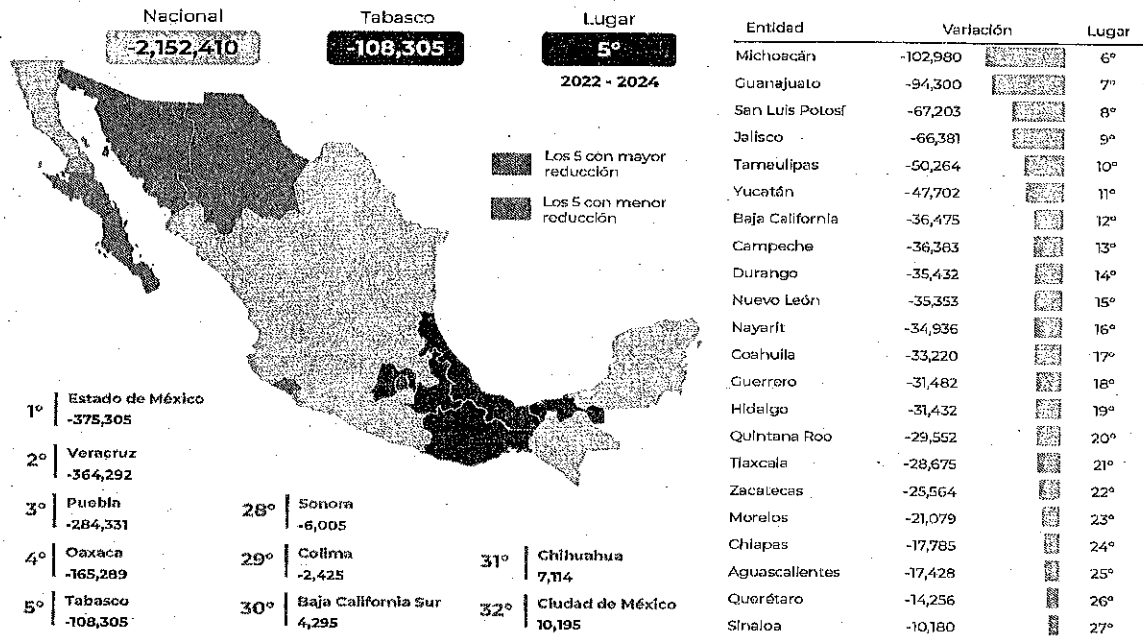 Nacional
-2,152,410
Tabasco
-108,305
Lugar
5°
2022 - 2024
Los 5 con mayor
reducción
Los 5 con menor
reducción
1° Estado de México
-375,305
2° Veracruz
-364,292
3° Puebla
-284,331
4° Oaxaca
-165,289
5° Tabasco
-108,305
28° Sonora
-6,005
29° Colima
-2,425
30° Baja California Sur
4,295
31° Chihuahua
7,114
32° Ciudad de México
10,195
Entidad Variación Lugar
Michoacán -102,980 6°
Guanajuato -94,300 7°
San Luis Potosí -67,203 8°
Jalisco -66,381 9°
Tamaulipas -50,264 10°
Yucatán -47,702 11°
Baja California -36,475 12°
Campeche -36,383 13°
Durango -35,432 14°
Nuevo León -35,353 15°
Nayarit -34,936 16°
Coahuila -33,220 17°
Guerrero -31,482 18°
Hidalgo -31,432 19°
Quintana Roo -29,552 20°
Tlaxcala -28,675 21°
Zacatecas -25,564 22°
Morelos -21,079 23°
Chiapas -17,785 24°
Aguascalientes -17,428 25°
Querétaro -14,256 26°
Sinaloa -10,180 27°